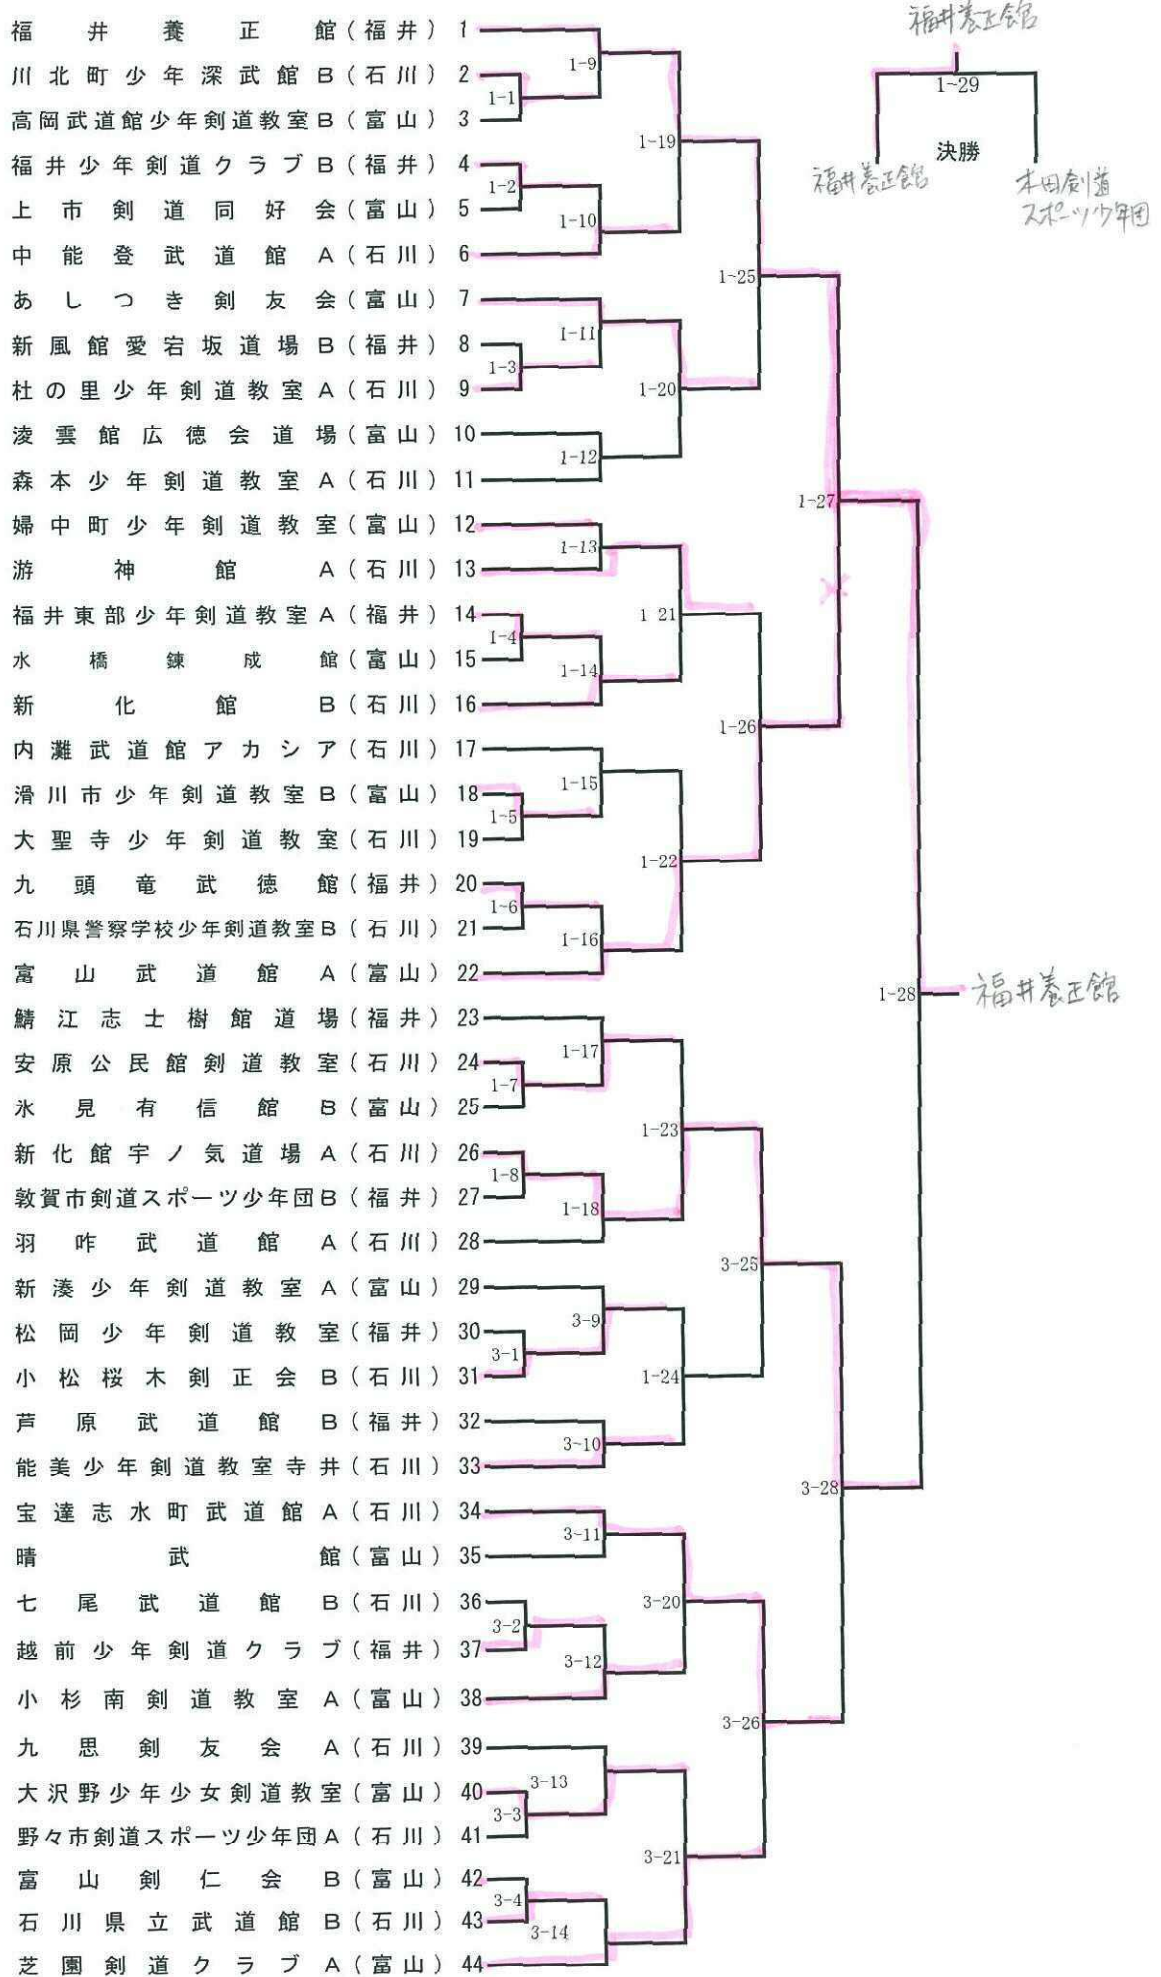 福井養正館
1-29
決勝
福井養正館
木田剣道
スポーツ少年団
福井養正館(福井) 1
川北町少年深武館B(石川) 2
高岡武道館少年剣道教室B(富山) 3
福井少年剣道クラブB(福井) 4
上市剣道同好会(富山) 5
中能登武道館A(石川) 6
あしつき剣友会(富山) 7
新風館愛宕坂道場B(福井) 8
杜の里少年剣道教室A(石川) 9
淩雲館広徳会道場(富山) 10
森本少年剣道教室A(石川) 11
婦中町少年剣道教室(富山) 12
游神館A(石川) 13
福井東部少年剣道教室A(福井) 14
水橋錬成館(富山) 15
新化館B(石川) 16
内灘武道館アカシア(石川) 17
滑川市少年剣道教室B(富山) 18
大聖寺少年剣道教室(石川) 19
九頭竜武徳館(福井) 20
石川県警察学校少年剣道教室B(石川) 21
富山武道館A(富山) 22
鯖江志士樹館道場(福井) 23
安原公民館剣道教室(石川) 24
氷見有信館B(富山) 25
新化館宇ノ気道場A(石川) 26
敦賀市剣道スポーツ少年団B(福井) 27
羽咋武道館A(石川) 28
新湊少年剣道教室A(富山) 29
松岡少年剣道教室(福井) 30
小松桜木剣正会B(石川) 31
芦原武道館B(福井) 32
能美少年剣道教室寺井(石川) 33
宝達志水町武道館A(石川) 34
晴武館(富山) 35
七尾武道館B(石川) 36
越前少年剣道クラブ(福井) 37
小杉南剣道教室A(富山) 38
九思剣友会A(石川) 39
大沢野少年少女剣道教室(富山) 40
野々市剣道スポーツ少年団A(石川) 41
富山剣仁会B(富山) 42
石川県立武道館B(石川) 43
芝園剣道クラブA(富山) 44
1-1
1-2
1-3
1-4
1-5
1-6
1-7
1-8
3-1
3-2
3-3
3-4
1-9
1-10
1-11
1-12
1-13
1-14
1-15
1-16
1-17
1-18
3-9
3-10
3-11
3-12
3-13
3-14
1-19
1-20
1 21
1-22
1-23
1-24
3-20
3-21
1-25
1-26
3-25
3-26
1-27
3-28
1-28
福井養正館